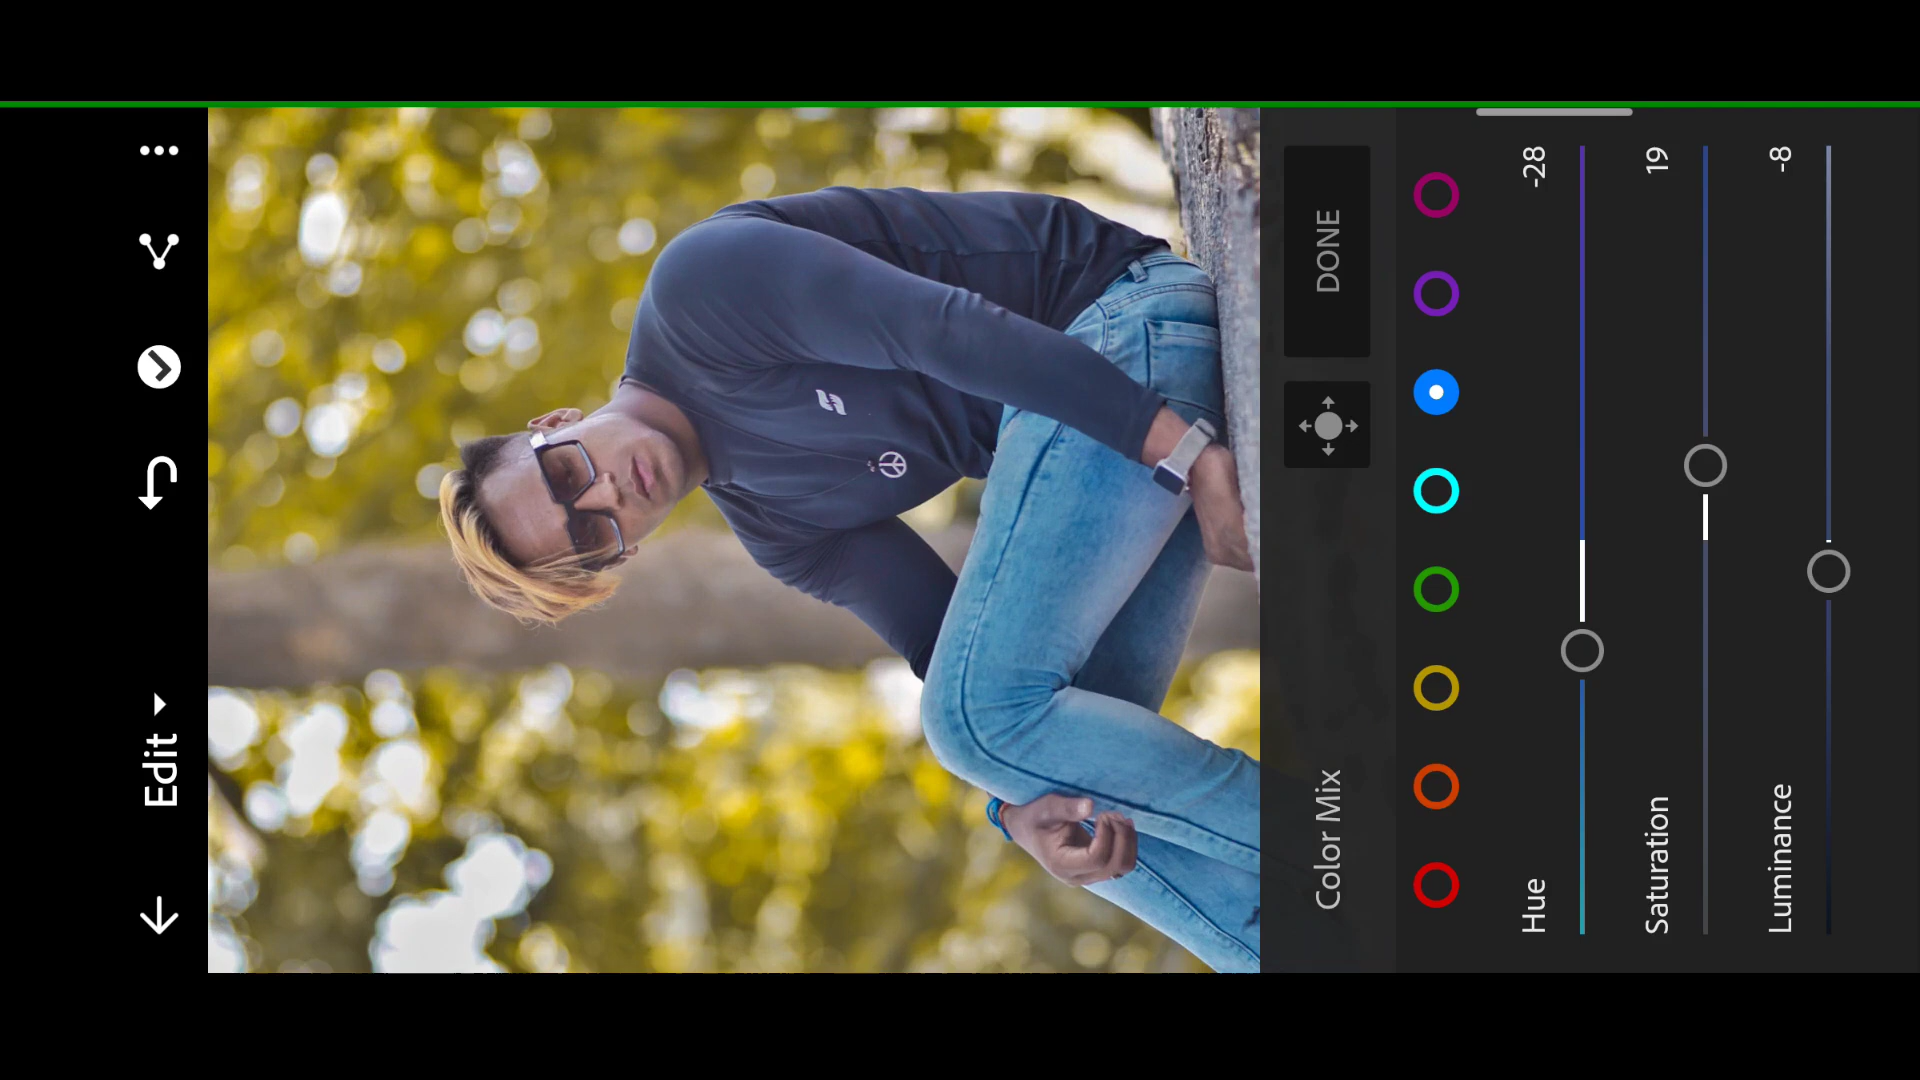 Edit
Color Mix
DONE
Hue
-28
Saturation
19
Luminance
-8